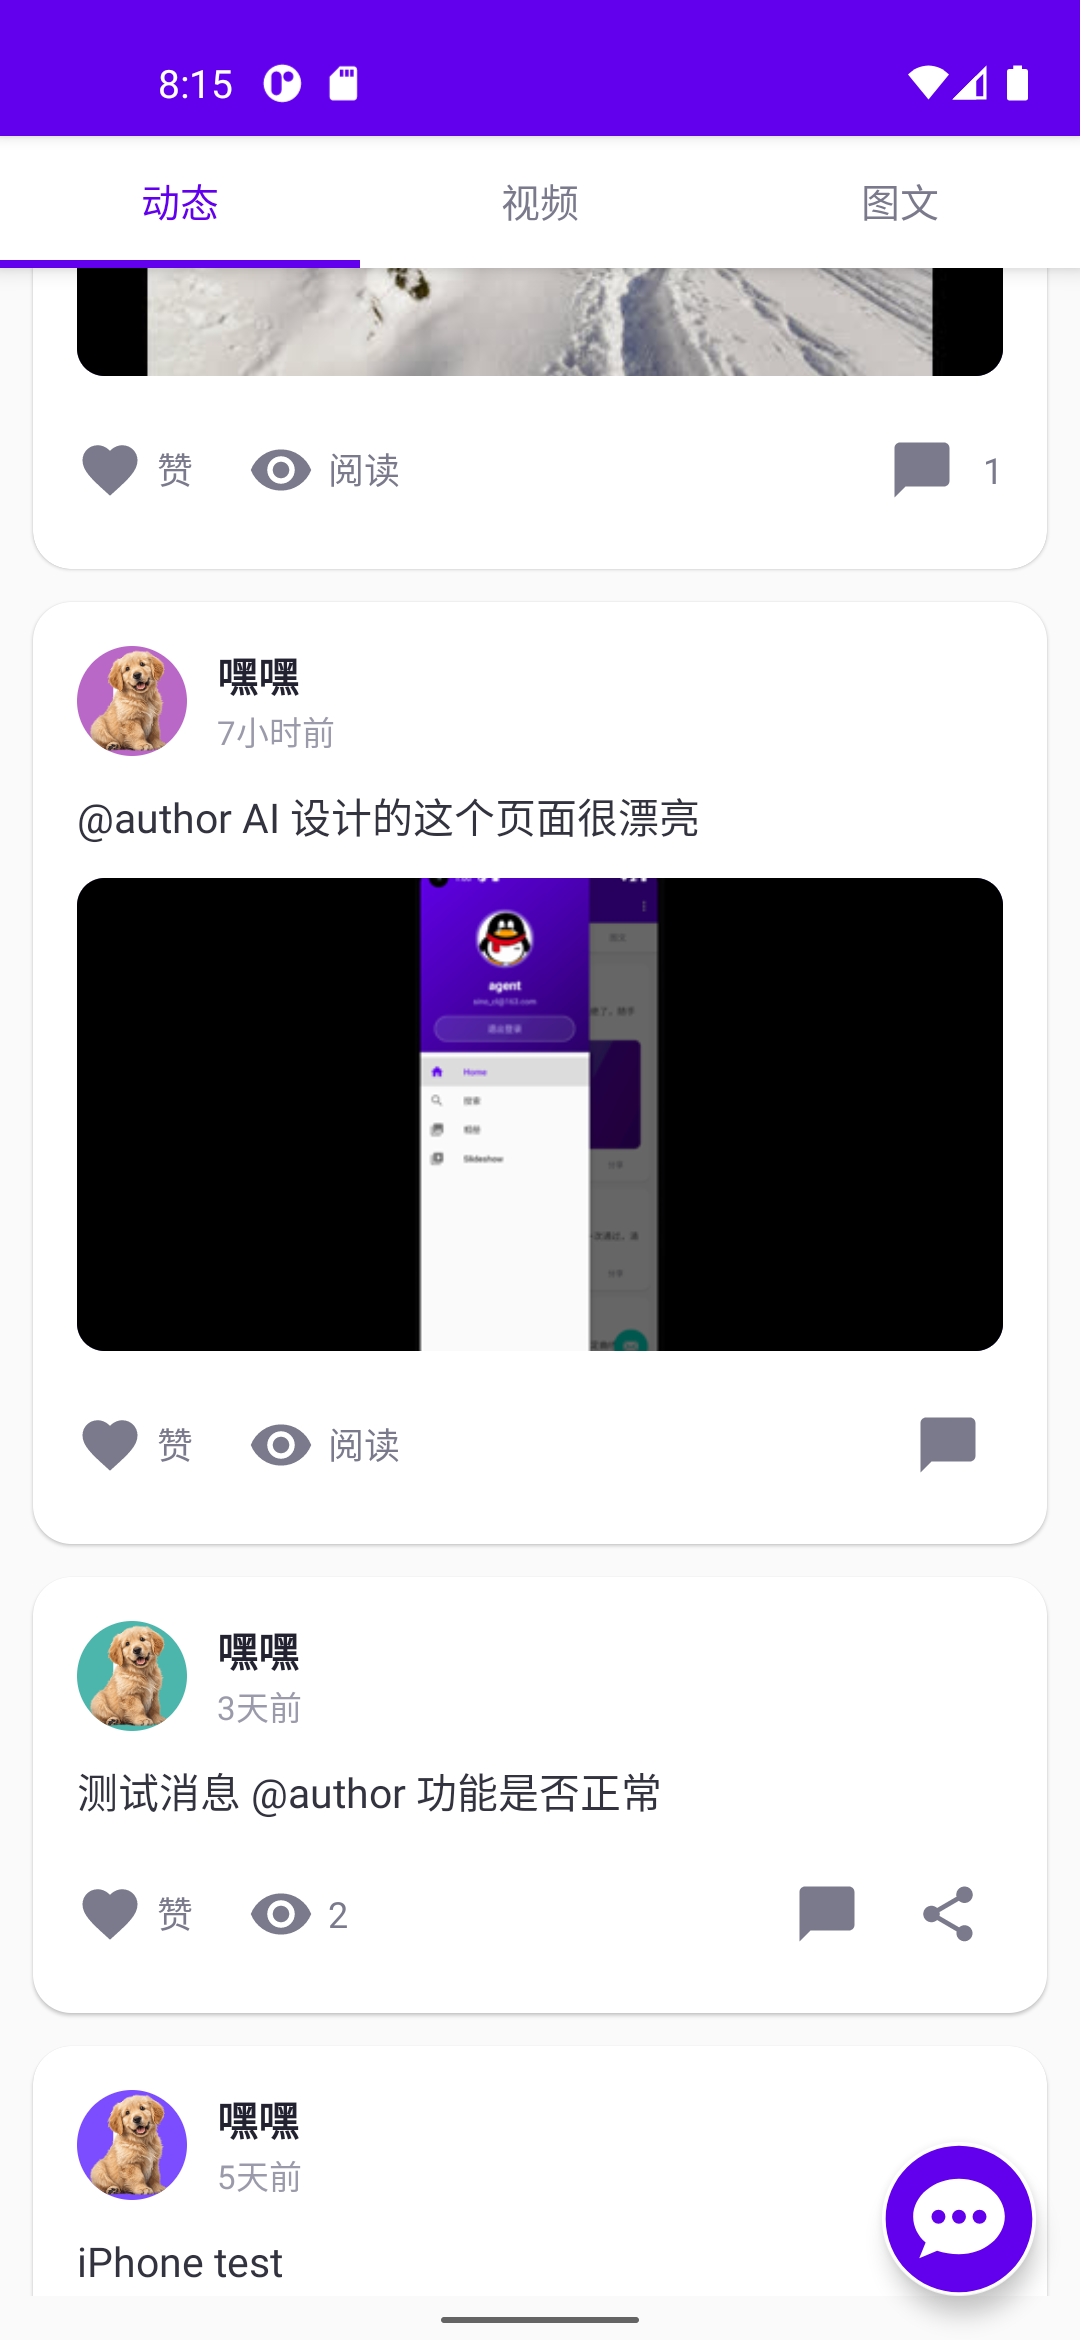 8:15
动态
视频
图文
赞
阅读
1
嘿嘿
7小时前
@author AI 设计的这个页面很漂亮
agent
Home
搜索
Slideshow
赞
阅读
嘿嘿
3天前
测试消息 @author 功能是否正常
赞
2
嘿嘿
5天前
iPhone test